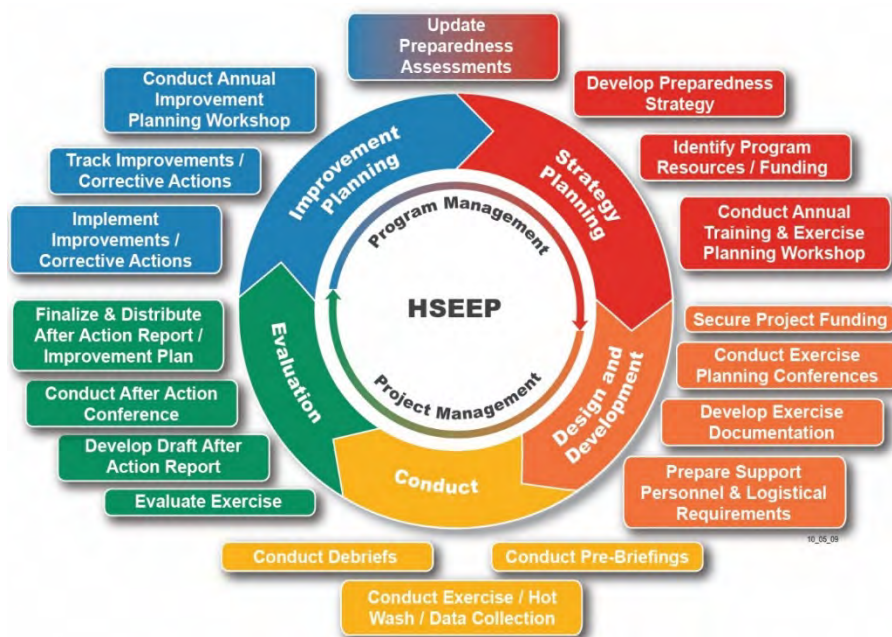 Update
Preparedness
Assessments
Develop Preparedness
Strategy
Identify Program
Resources / Funding
Conduct Annual
Training & Exercise
Planning Workshop
Secure Project Funding
Conduct Exercise
Planning Conferences
Develop Exercise
Documentation
Prepare Support
Personnel & Logistical
Requirements
10_05_09
Conduct Pre-Briefings
Conduct Exercise / Hot
Wash / Data Collection
Conduct Debriefs
Evaluate Exercise
Develop Draft After
Action Report
Conduct After Action
Conference
Finalize & Distribute
After Action Report /
Improvement Plan
Implement
Improvements /
Corrective Actions
Track Improvements /
Corrective Actions
Conduct Annual
Improvement
Planning Workshop
Improvement
Planning
Strategy
Planning
Design and
Development
Conduct
Evaluation
Program Management
HSEEP
Project Management